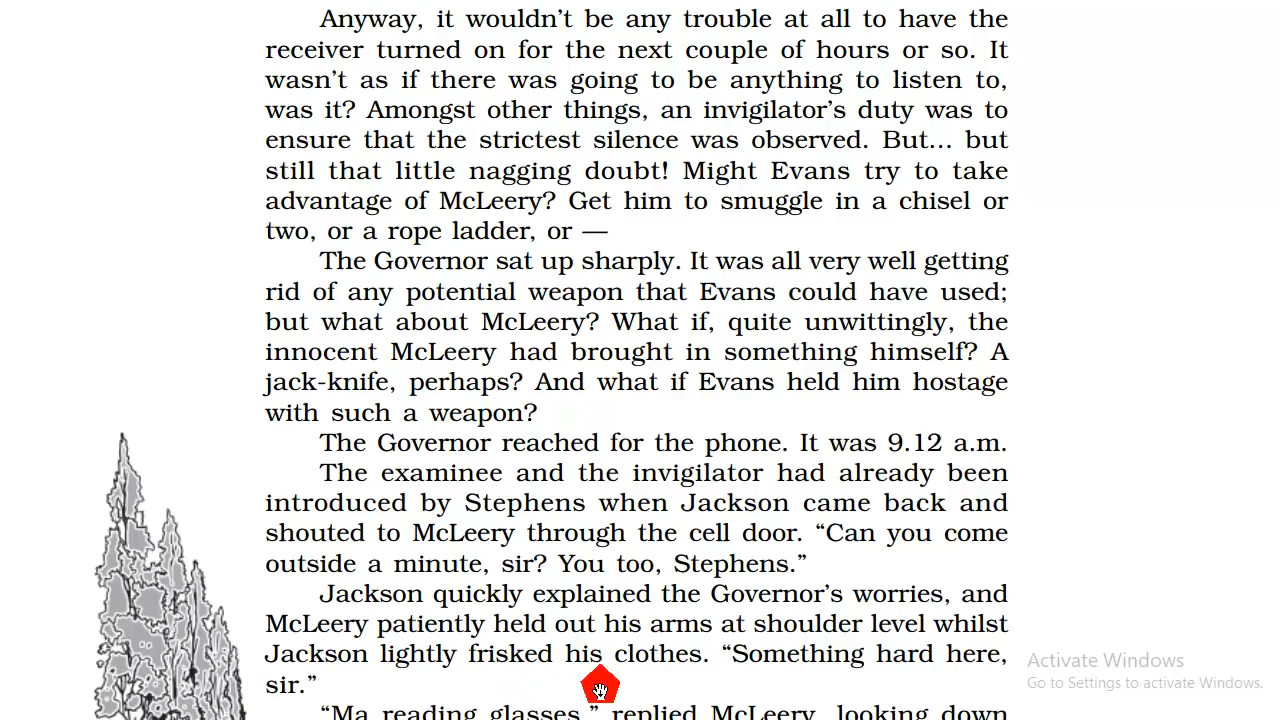 Anyway, it wouldn't be any trouble at all to have the
receiver turned on for the next couple of hours or so. It
wasn't as if there was going to be anything to listen to,
was it? Amongst other things, an invigilator's duty was to
ensure that the strictest silence was observed. But... but
still that little nagging doubt! Might Evans try to take
advantage of McLeery? Get him to smuggle in a chisel or
two, or a rope ladder, or —
The Governor sat up sharply. It was all very well getting
rid of any potential weapon that Evans could have used;
but what about McLeery? What if, quite unwittingly, the
innocent McLeery had brought in something himself? A
jack-knife, perhaps? And what if Evans held him hostage
with such a weapon?
The Governor reached for the phone. It was 9.12 a.m.
The examinee and the invigilator had already been
introduced by Stephens when Jackson came back and
shouted to McLeery through the cell door. “Can you come
outside a minute, sir? You too, Stephens.”
Jackson quickly explained the Governor's worries, and
McLeery patiently held out his arms at shoulder level whilst
Jackson lightly frisked his clothes. “Something hard here,
sir.”
“Ma reading glasses,” replied McLeery, looking down
Activate Windows
Go to Settings to activate Windows.